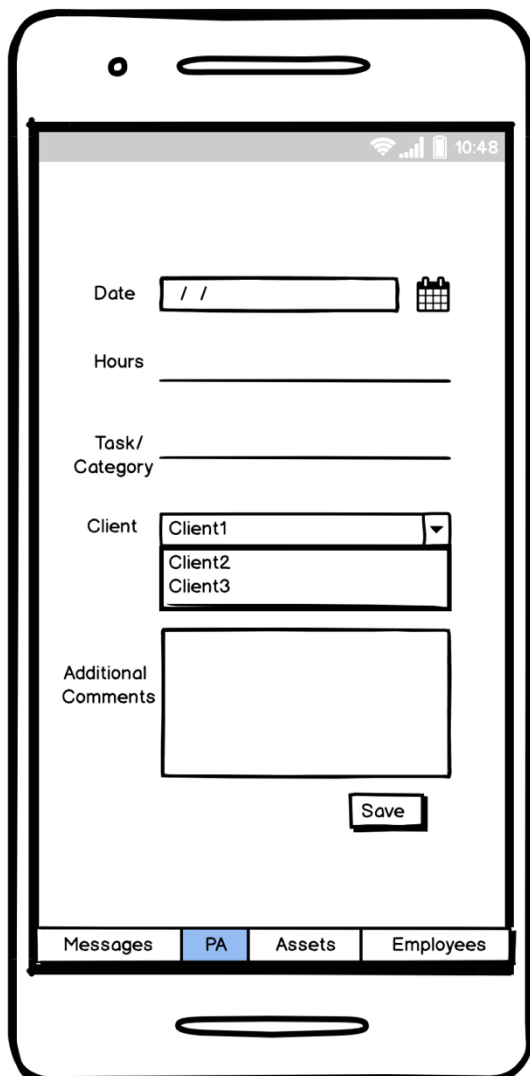 10:48
Date / /
Hours
Task/
Category
Client Client1
Client2
Client3
Additional
Comments
Save
Messages PA Assets Employees